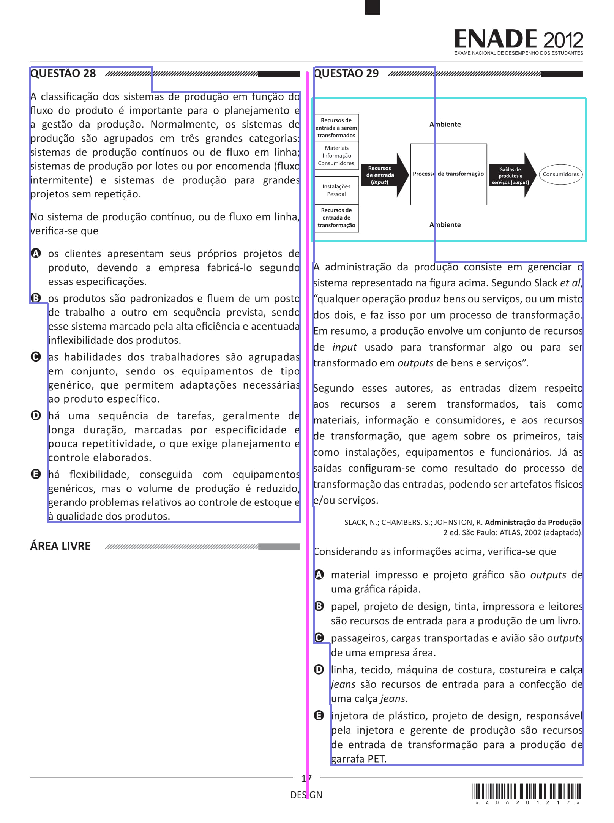 ENADE 2012
EXAME NACIONAL DE DESEMPENHO DOS ESTUDANTES
QUESTÃO 28
A classificação dos sistemas de produção em função do
fluxo do produto é importante para o planejamento e
a gestão da produção. Normalmente, os sistemas de
produção são agrupados em três grandes categorias:
sistemas de produção contínuos ou de fluxo em linha;
sistemas de produção por lotes ou por encomenda (fluxo
intermitente) e sistemas de produção para grandes
projetos sem repetição.
No sistema de produção contínuo, ou de fluxo em linha,
verifica-se que
A os clientes apresentam seus próprios projetos de
produto, devendo a empresa fabricá-lo segundo
essas especificações.
B os produtos são padronizados e fluem de um posto
de trabalho a outro em sequência prevista, sendo
esse sistema marcado pela alta eficiência e acentuada
inflexibilidade dos produtos.
C as habilidades dos trabalhadores são agrupadas
em conjunto, sendo os equipamentos de tipo
genérico, que permitem adaptações necessárias
ao produto específico.
D há uma sequência de tarefas, geralmente de
longa duração, marcadas por especificidade e
pouca repetitividade, o que exige planejamento e
controle elaborados.
E há flexibilidade, conseguida com equipamentos
genéricos, mas o volume de produção é reduzido,
gerando problemas relativos ao controle de estoque e
à qualidade dos produtos.
ÁREA LIVRE
QUESTÃO 29
Recursos de
entrada a serem
transformados
Materiais
Informação
Consumidores
Instalações
Pessoal
Recursos de
entrada de
transformação
Recursos
de entrada
(input)
Ambiente
Processo de transformação
Ambiente
Saídas de
produtos e
serviços (output)
Consumidores
A administração da produção consiste em gerenciar o
sistema representado na figura acima. Segundo Slack et al,
“qualquer operação produz bens ou serviços, ou um misto
dos dois, e faz isso por um processo de transformação.
Em resumo, a produção envolve um conjunto de recursos
de input usado para transformar algo ou para ser
transformado em outputs de bens e serviços”.
Segundo esses autores, as entradas dizem respeito
aos recursos a serem transformados, tais como
materiais, informação e consumidores, e aos recursos
de transformação, que agem sobre os primeiros, tais
como instalações, equipamentos e funcionários. Já as
saídas configuram-se como resultado do processo de
transformação das entradas, podendo ser artefatos físicos
e/ou serviços.
SLACK, N.; CHAMBERS, S.; JOHNSTON, R. Administração da Produção.
2 ed. São Paulo: ATLAS, 2002 (adaptado).
Considerando as informações acima, verifica-se que
A material impresso e projeto gráfico são outputs de
uma gráfica rápida.
B papel, projeto de design, tinta, impressora e leitores
são recursos de entrada para a produção de um livro.
C passageiros, cargas transportadas e avião são outputs
de uma empresa área.
D linha, tecido, máquina de costura, costureira e calça
jeans são recursos de entrada para a confecção de
uma calça jeans.
E injetora de plástico, projeto de design, responsável
pela injetora e gerente de produção são recursos
de entrada de transformação para a produção de
garrafa PET.
17
DESIGN